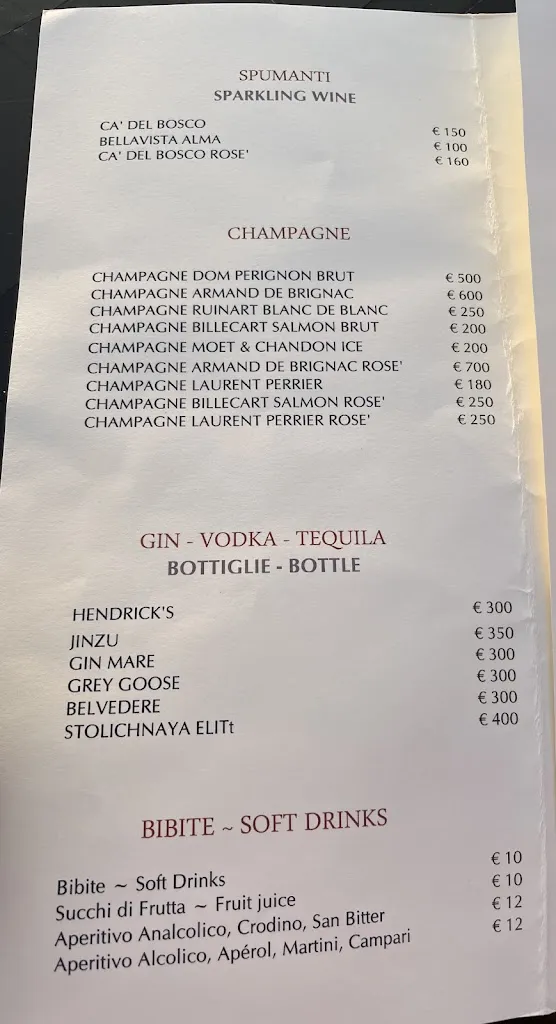 SPUMANTI
SPARKLING WINE
CA' DEL BOSCO € 150
BELLAVISTA ALMA € 100
CA' DEL BOSCO ROSE' € 160
CHAMPAGNE
CHAMPAGNE DOM PERIGNON BRUT € 500
CHAMPAGNE ARMAND DE BRIGNAC € 600
CHAMPAGNE RUINART BLANC DE BLANC € 250
CHAMPAGNE BILLECART SALMON BRUT € 200
CHAMPAGNE MOET & CHANDON ICE € 200
CHAMPAGNE ARMAND DE BRIGNAC ROSE' € 700
CHAMPAGNE LAURENT PERRIER € 180
CHAMPAGNE BILLECART SALMON ROSE' € 250
CHAMPAGNE LAURENT PERRIER ROSE' € 250
GIN - VODKA - TEQUILA
BOTTIGLIE - BOTTLE
HENDRICK'S € 300
JINZU € 350
GIN MARE € 300
GREY GOOSE € 300
BELVEDERE € 300
STOLICHNAYA ELITt € 400
BIBITE ~ SOFT DRINKS
Bibite ~ Soft Drinks € 10
Succhi di Frutta ~ Fruit juice € 10
Aperitivo Analcolico, Crodino, San Bitter € 12
Aperitivo Alcolico, Apérol, Martini, Campari € 12